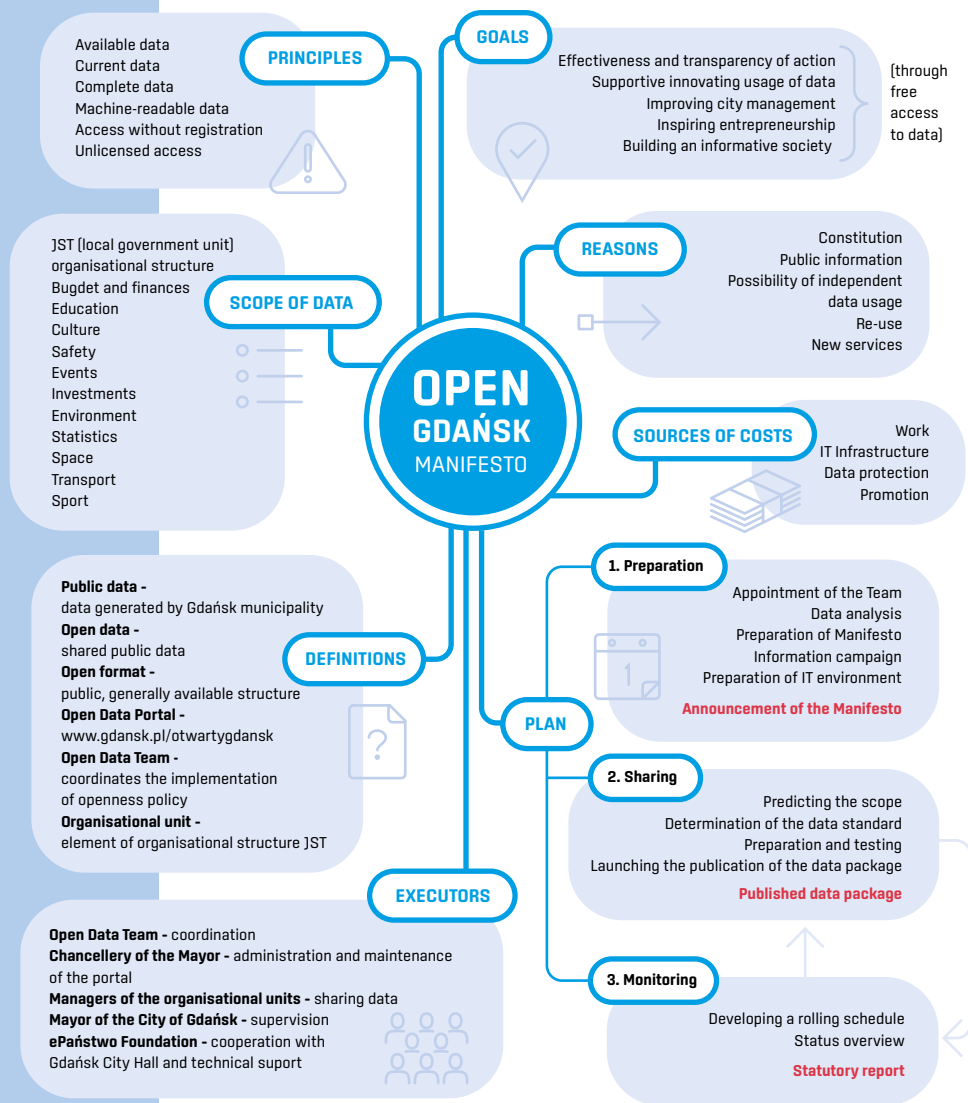 PRINCIPLES
Available data
Current data
Complete data
Machine-readable data
Access without registration
Unlicensed access
GOALS
Effectiveness and transparency of action
Supportive innovating usage of data
Improving city management
Inspiring entrepreneurship
Building an informative society
(through
free
access
to data)
SCOPE OF DATA
JST (local government unit)
organisational structure
Bugdet and finances
Education
Culture
Safety
Events
Investments
Environment
Statistics
Space
Transport
Sport
REASONS
Constitution
Public information
Possibility of independent
data usage
Re-use
New services
OPEN
GDAŃSK
MANIFESTO
SOURCES OF COSTS
Work
IT Infrastructure
Data protection
Promotion
DEFINITIONS
Public data -
data generated by Gdańsk municipality
Open data -
shared public data
Open format -
public, generally available structure
Open Data Portal -
www.gdansk.pl/otwartygdansk
Open Data Team -
coordinates the implementation
of openness policy
Organisational unit -
element of organisational structure JST
?
PLAN
1. Preparation
Appointment of the Team
Data analysis
Preparation of Manifesto
Information campaign
Preparation of IT environment
Announcement of the Manifesto
1
2. Sharing
Predicting the scope
Determination of the data standard
Preparation and testing
Launching the publication of the data package
Published data package
3. Monitoring
Developing a rolling schedule
Status overview
Statutory report
EXECUTORS
Open Data Team - coordination
Chancellery of the Mayor - administration and maintenance
of the portal
Managers of the organisational units - sharing data
Mayor of the City of Gdańsk - supervision
ePaństwo Foundation - cooperation with
Gdańsk City Hall and technical suport